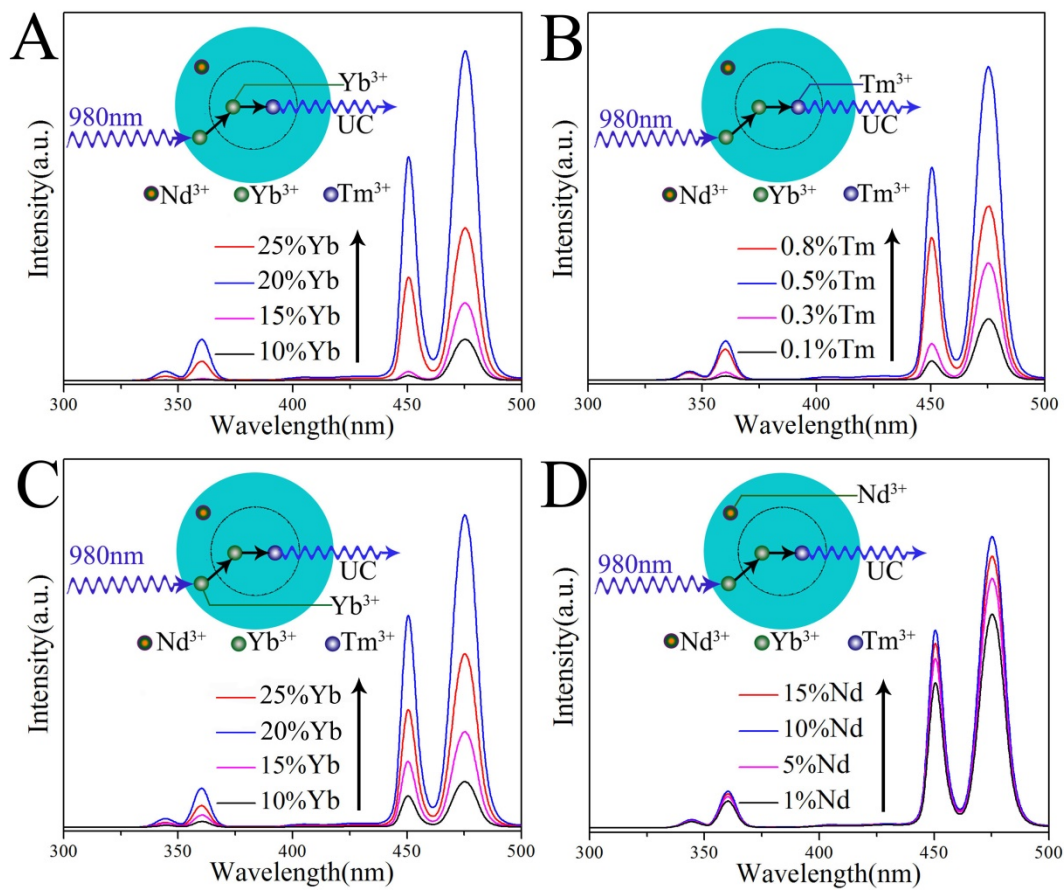 A
Intensity(a.u.)
Yb³⁺
980nm
UC
Nd³⁺ Yb³⁺ Tm³⁺
25%Yb
20%Yb
15%Yb
10%Yb
300 350 400 450 500
Wavelength(nm)
B
Intensity(a.u.)
Tm³⁺
980nm
UC
Nd³⁺ Yb³⁺ Tm³⁺
0.8%Tm
0.5%Tm
0.3%Tm
0.1%Tm
300 350 400 450 500
Wavelength(nm)
C
Intensity(a.u.)
980nm
UC
Yb³⁺
Nd³⁺ Yb³⁺ Tm³⁺
25%Yb
20%Yb
15%Yb
10%Yb
300 350 400 450 500
Wavelength(nm)
D
Intensity(a.u.)
Nd³⁺
980nm
UC
Nd³⁺ Yb³⁺ Tm³⁺
15%Nd
10%Nd
5%Nd
1%Nd
300 350 400 450 500
Wavelength(nm)